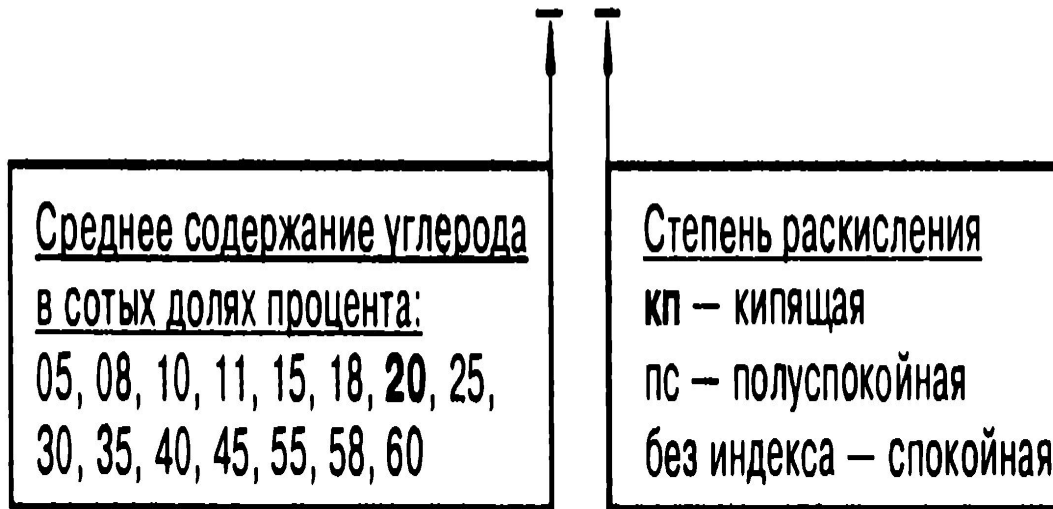 Среднее содержание углерода
в сотых долях процента:
05, 08, 10, 11, 15, 18, 20, 25,
30, 35, 40, 45, 55, 58, 60
Степень раскисления
кп — кипящая
пс — полуспокойная
без индекса — спокойная